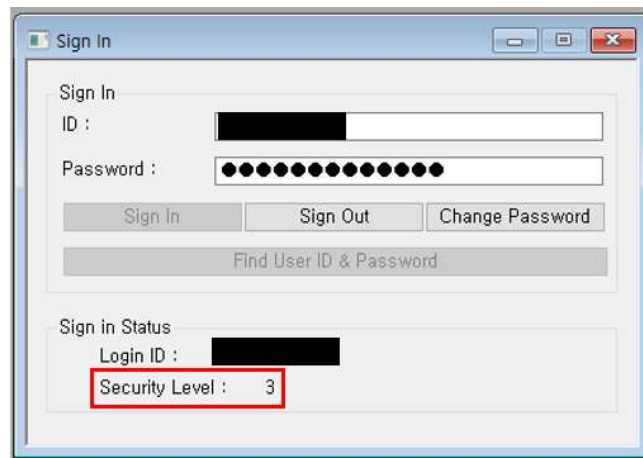 Sign In
Sign In
ID :
Password : ●●●●●●●●●●●●●
Sign In Sign Out Change Password
Find User ID & Password
Sign in Status
Login ID :
Security Level : 3